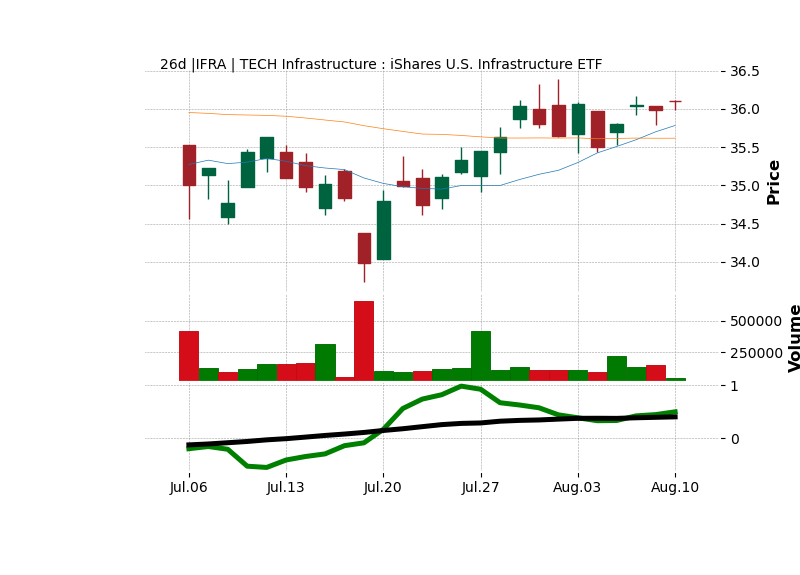 26d |IFRA | TECH Infrastructure : iShares U.S. Infrastructure ETF
36.5
36.0
35.5
35.0
34.5
34.0
Price
500000
250000
Volume
1
0
Jul.06 Jul.13 Jul.20 Jul.27 Aug.03 Aug.10